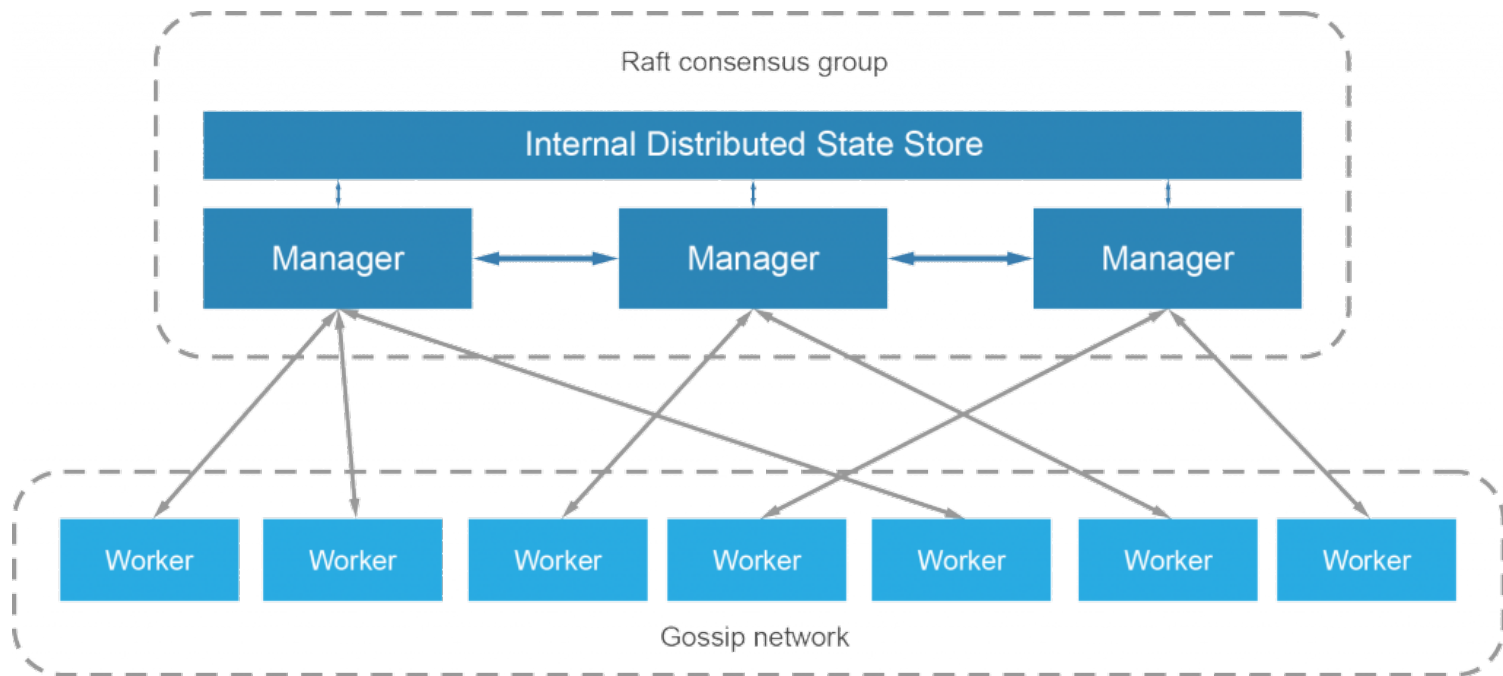 Raft consensus group
Internal Distributed State Store
Manager
Manager
Manager
Worker
Worker
Worker
Worker
Worker
Worker
Worker
Gossip network